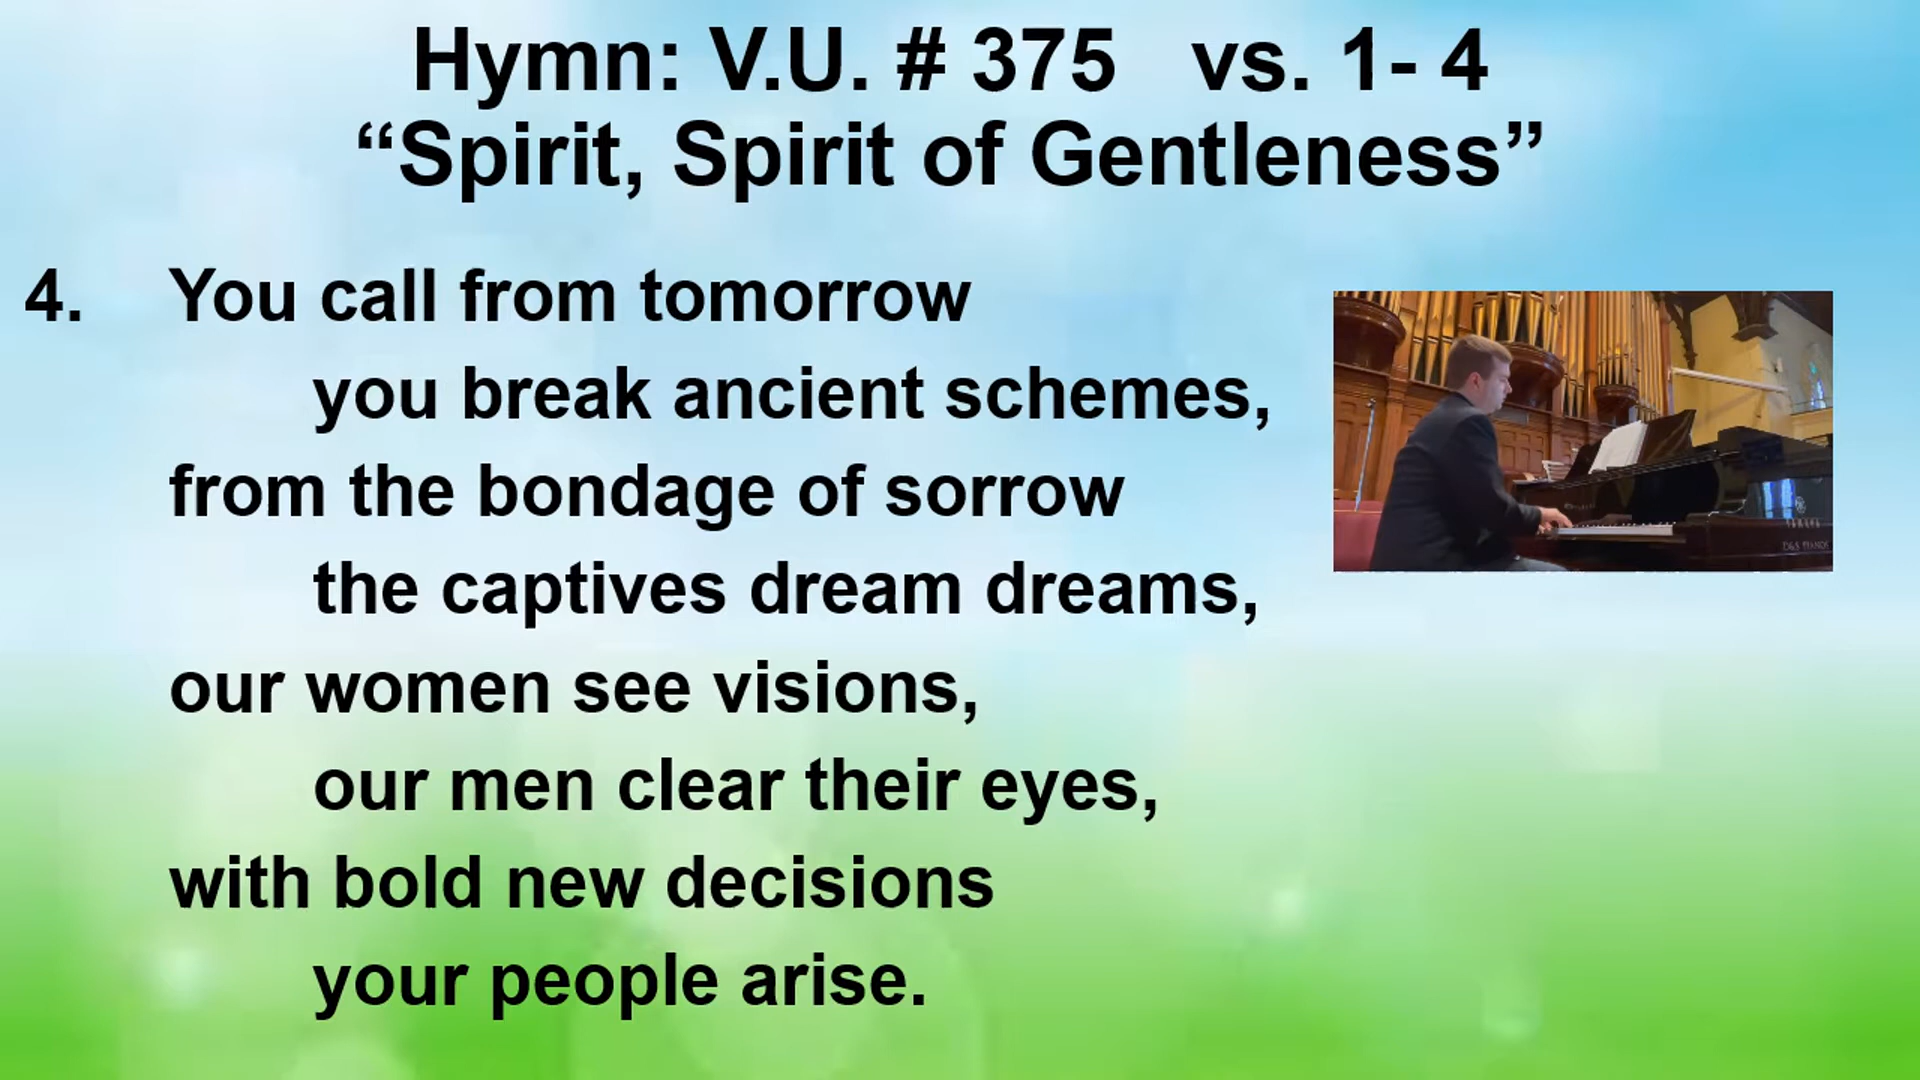 Hymn: V.U. # 375 vs. 1- 4
“Spirit, Spirit of Gentleness”
4. You call from tomorrow
you break ancient schemes,
from the bondage of sorrow
the captives dream dreams,
our women see visions,
our men clear their eyes,
with bold new decisions
your people arise.
YAMAHA
D&S PIANOS